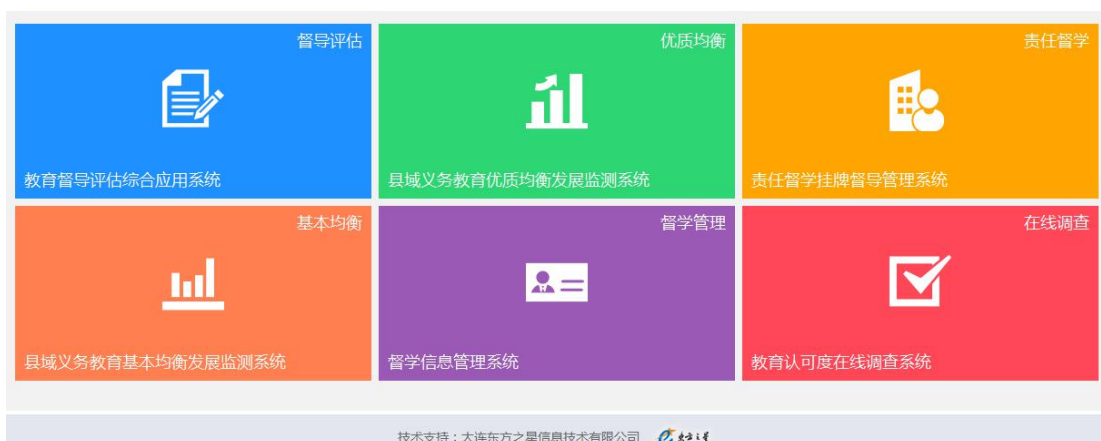 督导评估
教育督导评估综合应用系统
优质均衡
县域义务教育优质均衡发展监测系统
责任督学
责任督学挂牌督导管理系统
基本均衡
县域义务教育基本均衡发展监测系统
督学管理
督学信息管理系统
在线调查
教育认可度在线调查系统
技术支持：大连东方之星信息技术有限公司